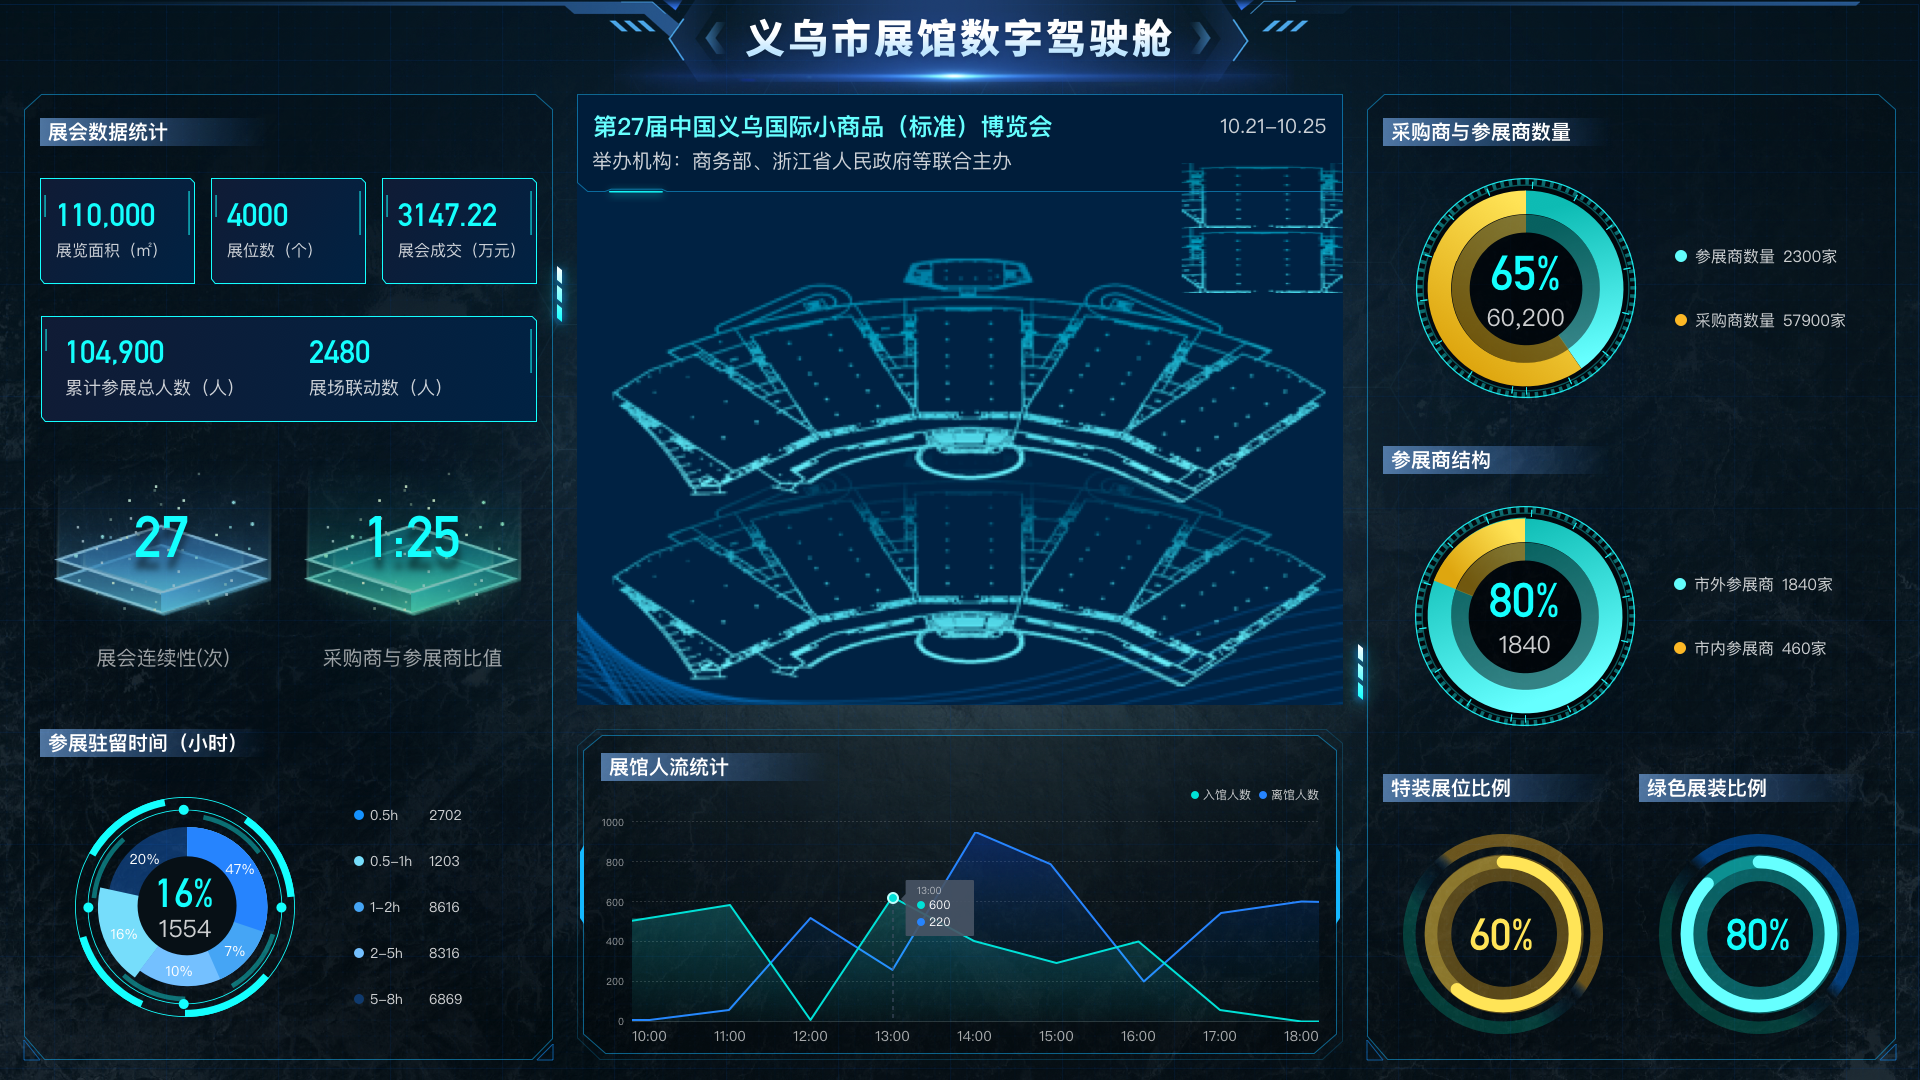 义乌市展馆数字驾驶舱
展会数据统计
110,000
展览面积（㎡）
4000
展位数（个）
3147.22
展会成交（万元）
104,900
累计参展总人数（人）
2480
展场联动数（人）
27
展会连续性(次)
1:25
采购商与参展商比值
参展驻留时间（小时）
20%
47%
16%
7%
10%
16%
1554
0.5h 2702
0.5–1h 1203
1–2h 8616
2–5h 8316
5–8h 6869
第27届中国义乌国际小商品（标准）博览会
10.21–10.25
举办机构：商务部、浙江省人民政府等联合主办
展馆人流统计
入馆人数 离馆人数
1000
800
600
400
200
0
13:00
600
220
10:00 11:00 12:00 13:00 14:00 15:00 16:00 17:00 18:00
采购商与参展商数量
65%
60,200
参展商数量 2300家
采购商数量 57900家
参展商结构
80%
1840
市外参展商 1840家
市内参展商 460家
特装展位比例
60%
绿色展装比例
80%